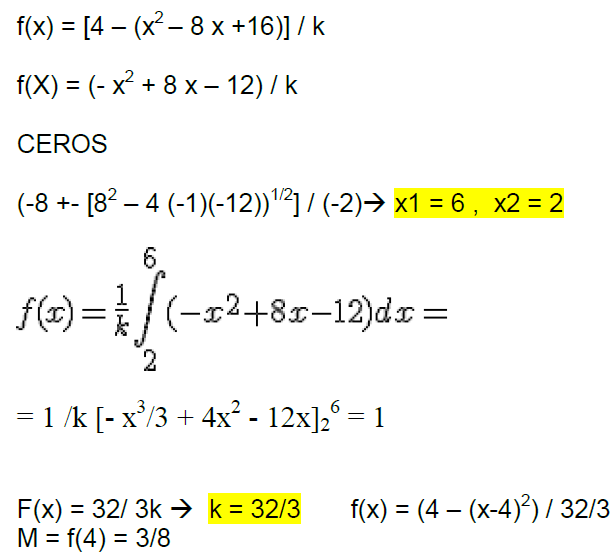 f(x) = [4 – (x² – 8 x +16)] / k
f(X) = (- x² + 8 x – 12) / k
CEROS
(-8 +- [8² – 4 (-1)(-12))^1/2] / (-2)→ x1 = 6 , x2 = 2
f(x) = 1/k ∫₂⁶ (−x²+8x−12)dx =
= 1 /k [- x³/3 + 4x² - 12x]₂⁶ = 1
F(x) = 32/ 3k → k = 32/3 f(x) = (4 – (x-4)²) / 32/3
M = f(4) = 3/8